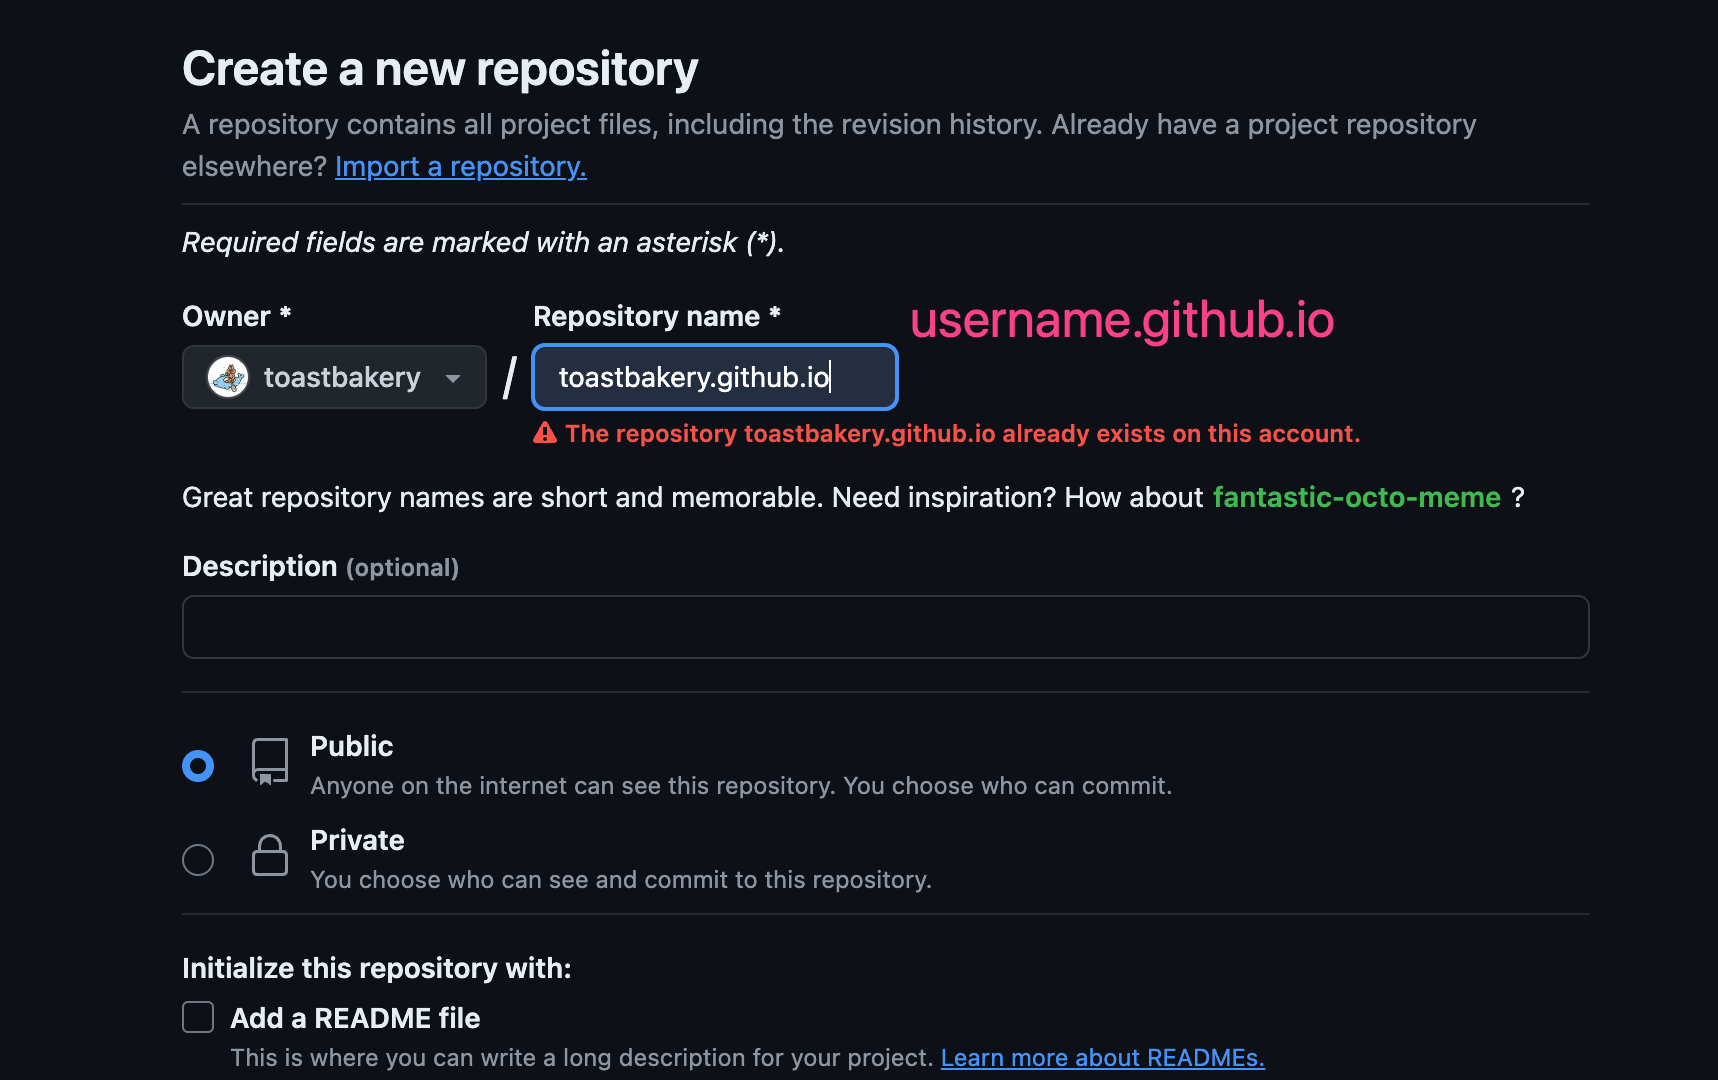 Create a new repository
A repository contains all project files, including the revision history. Already have a project repository
elsewhere? Import a repository.
Required fields are marked with an asterisk (*).
Owner *
Repository name *
username.github.io
toastbakery
/
toastbakery.github.io
The repository toastbakery.github.io already exists on this account.
Great repository names are short and memorable. Need inspiration? How about fantastic-octo-meme ?
Description (optional)
Public
Anyone on the internet can see this repository. You choose who can commit.
Private
You choose who can see and commit to this repository.
Initialize this repository with:
Add a README file
This is where you can write a long description for your project. Learn more about READMEs.